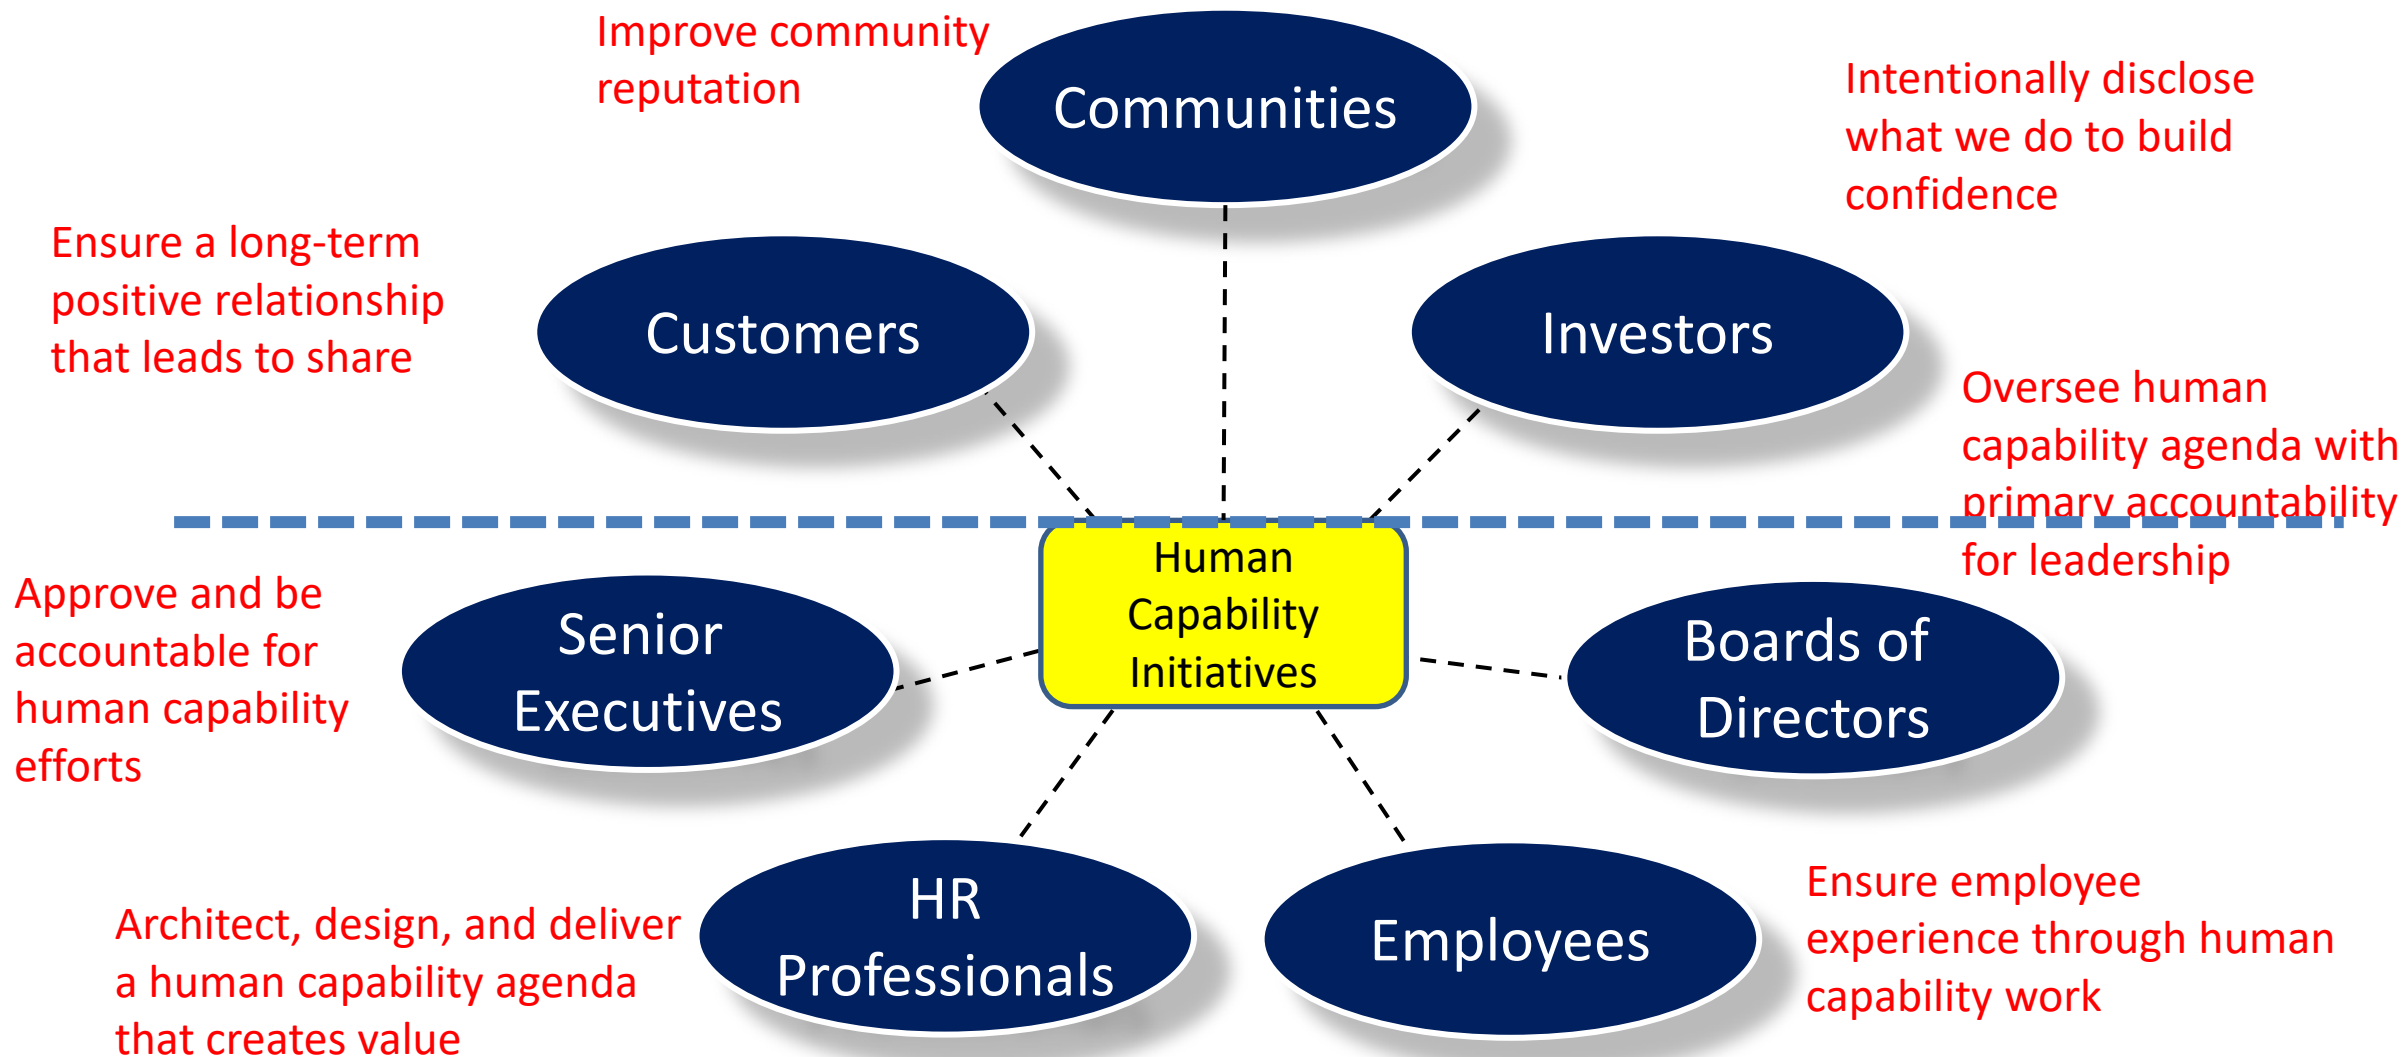 Improve community
reputation
Communities
Intentionally disclose
what we do to build
confidence
Ensure a long-term
positive relationship
that leads to share
Customers
Investors
Oversee human
capability agenda with
primary accountability
for leadership
Human
Capability
Initiatives
Approve and be
accountable for
human capability
efforts
Senior
Executives
Boards of
Directors
Architect, design, and deliver
a human capability agenda
that creates value
HR
Professionals
Employees
Ensure employee
experience through human
capability work